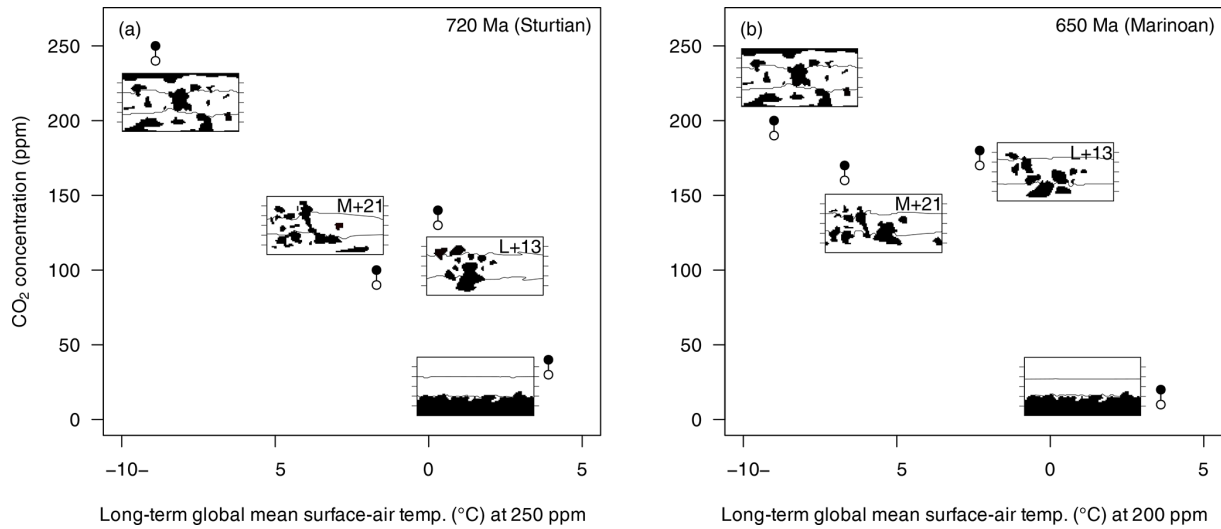 (a)
720 Ma (Sturtian)
250
200
150
100
50
0
CO2 concentration (ppm)
M+21
L+13
−10−
5
0
5
Long-term global mean surface-air temp. (°C) at 250 ppm
(b)
650 Ma (Marinoan)
250
200
150
100
50
0
L+13
M+21
−10−
5
0
5
Long-term global mean surface-air temp. (°C) at 200 ppm